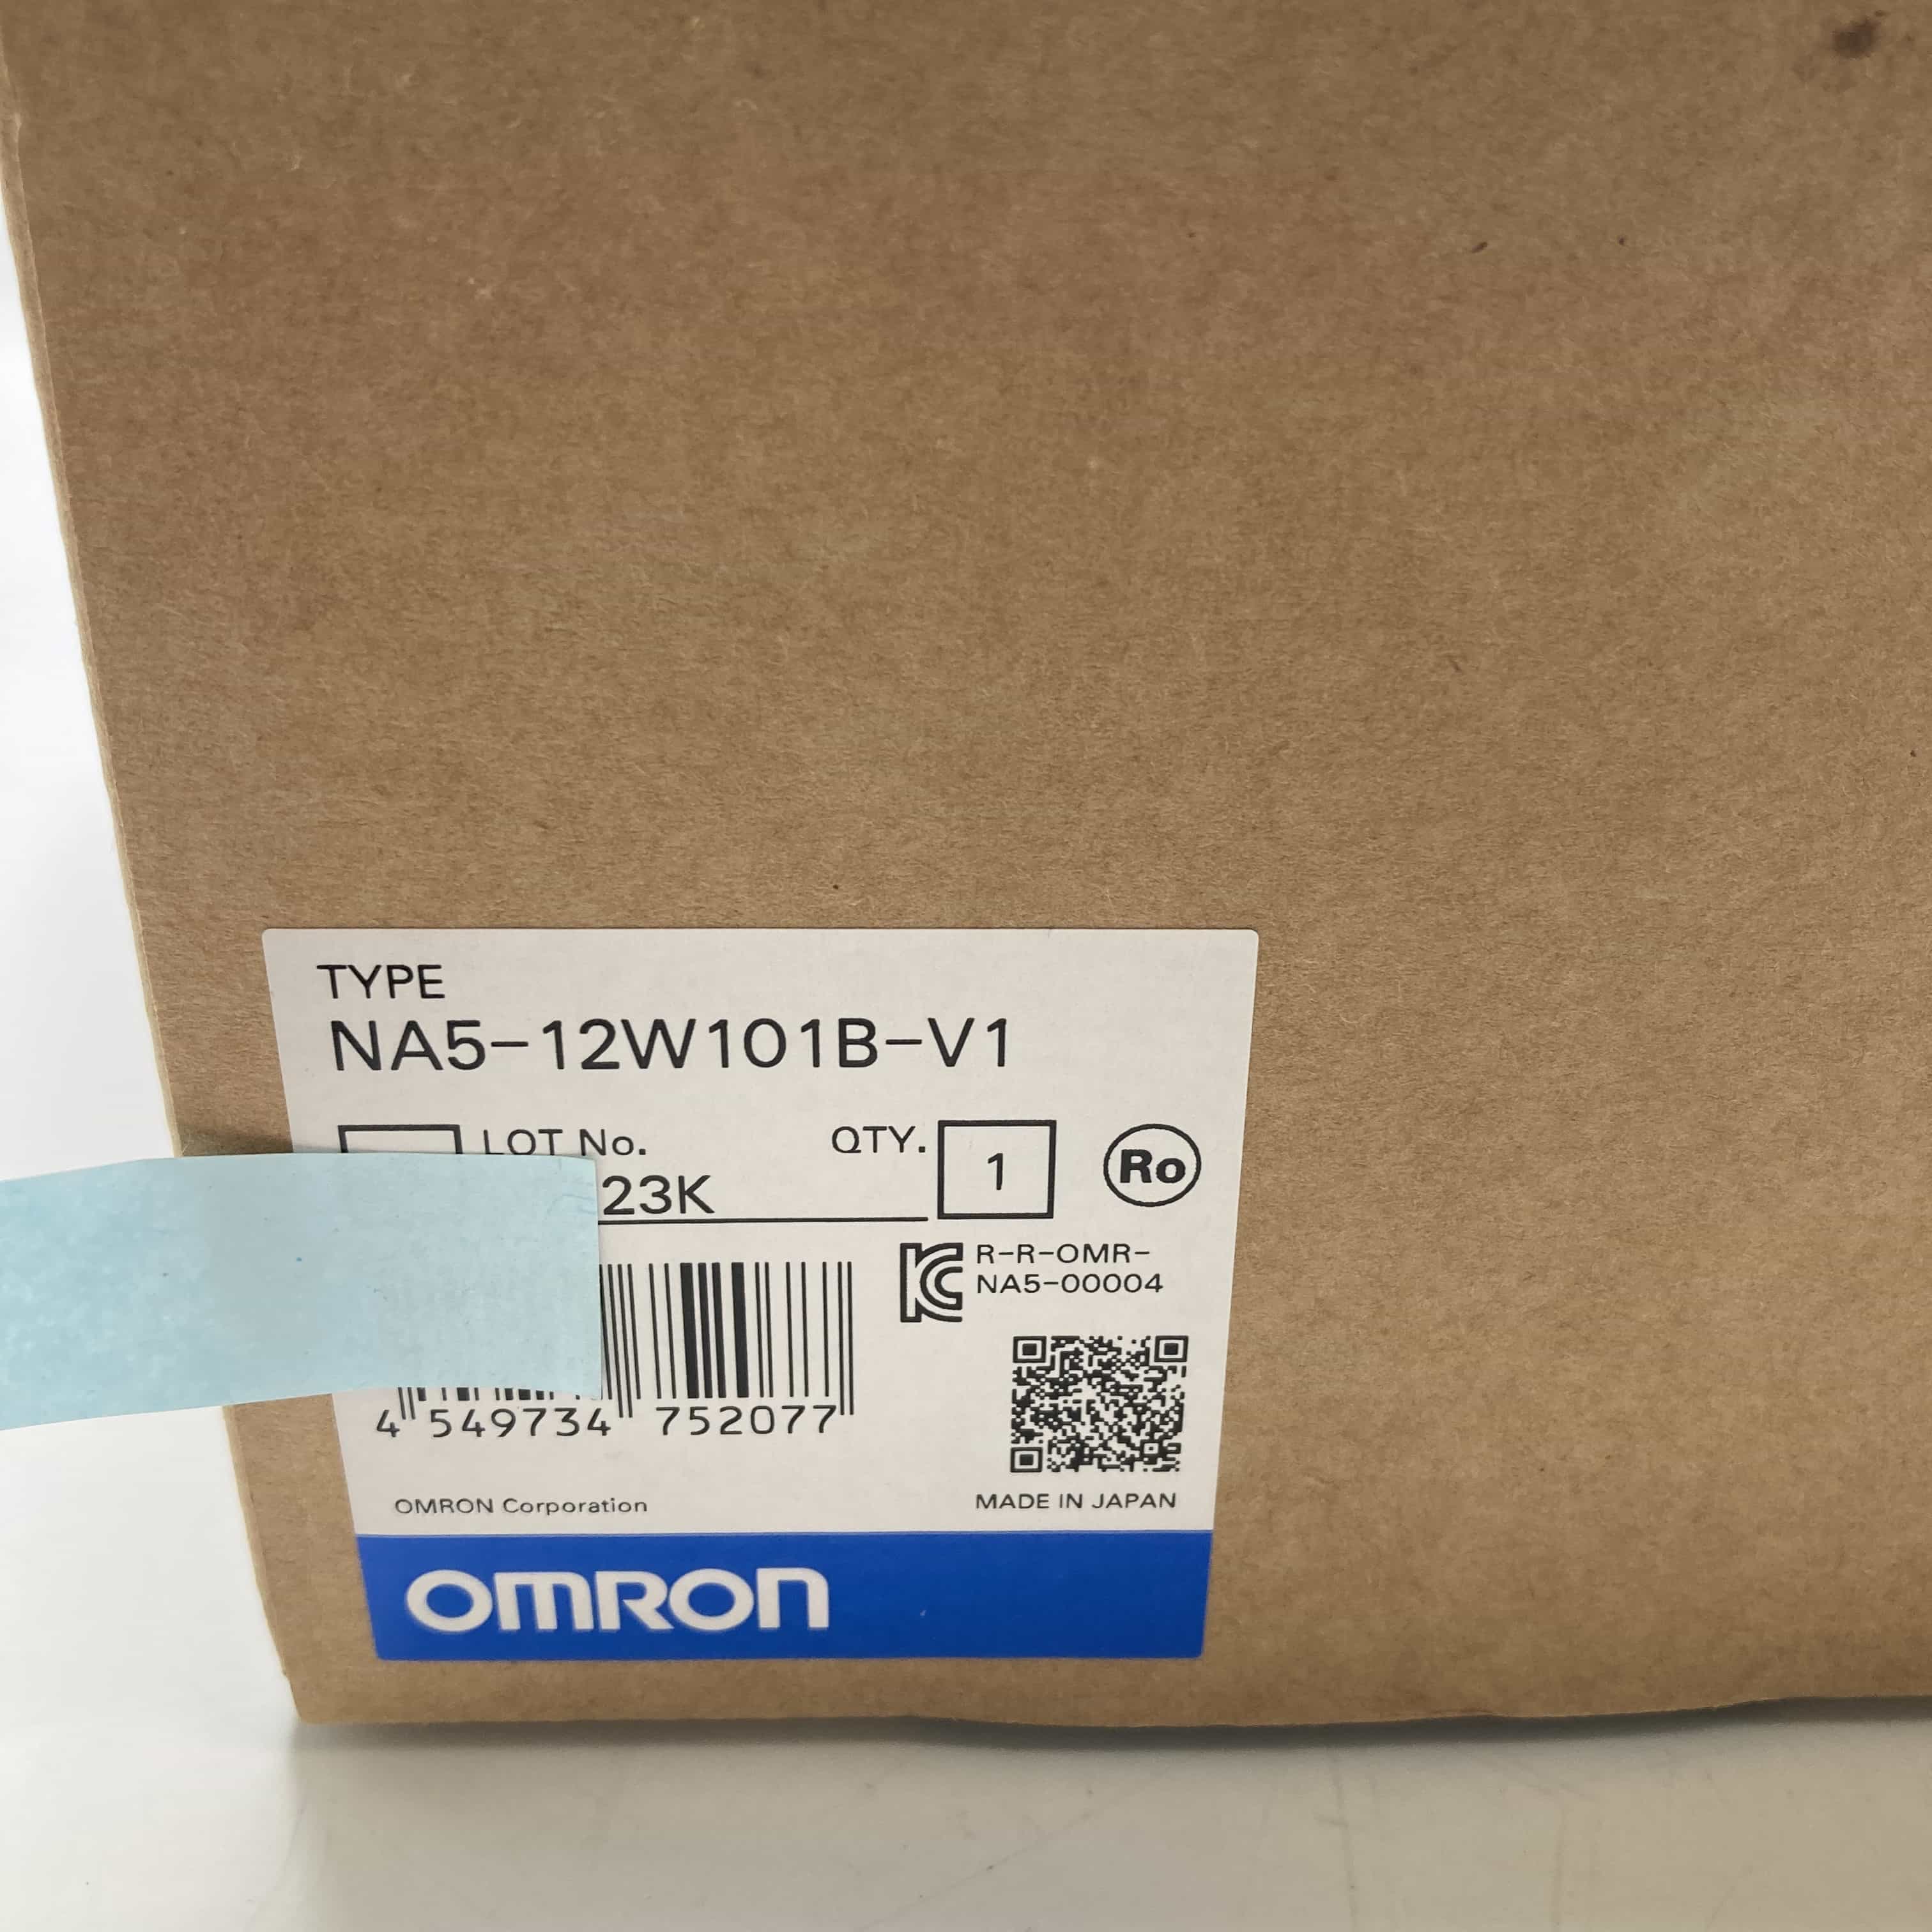 TYPE
NA5-12W101B-V1
LOT No.
QTY.
1
Ro
23K
R-R-OMR-
NA5-00004
4 549734 752077
OMRON Corporation
MADE IN JAPAN
OMRON